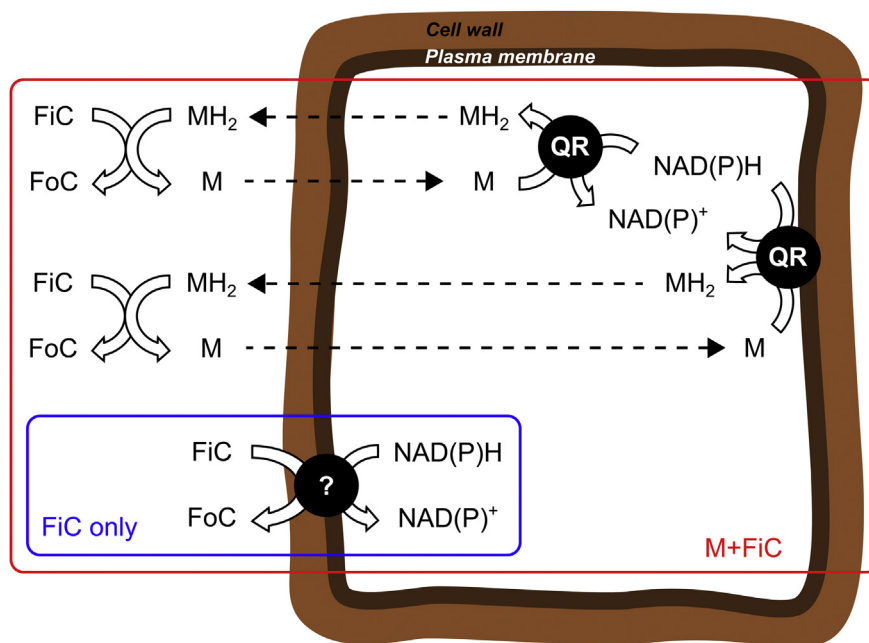 Cell wall
Plasma membrane
FiC MH₂ MH₂ QR
NAD(P)H
FoC M M
NAD(P)⁺
QR
FiC MH₂ MH₂
FoC M M
FiC NAD(P)H
?
FoC NAD(P)⁺
FiC only
M+FiC